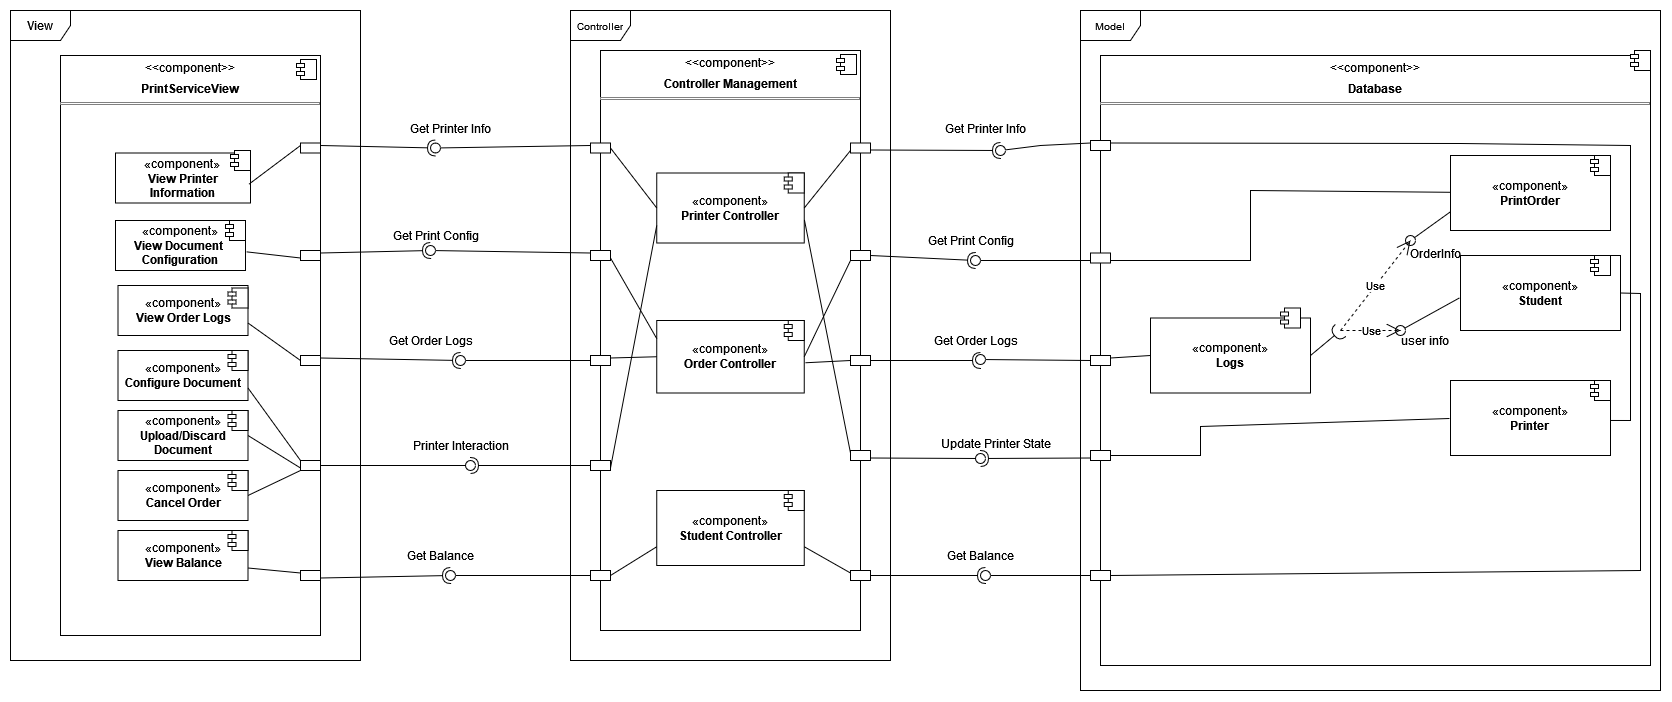 View
<<component>>
PrintServiceView
«component»
View Printer
Information
«component»
View Document
Configuration
«component»
View Order Logs
«component»
Configure Document
«component»
Upload/Discard
Document
«component»
Cancel Order
«component»
View Balance
Get Printer Info
Get Print Config
Get Order Logs
Printer Interaction
Get Balance
Controller
<<component>>
Controller Management
«component»
Printer Controller
«component»
Order Controller
«component»
Student Controller
Get Printer Info
Get Print Config
Get Order Logs
Update Printer State
Get Balance
Model
<<component>>
Database
«component»
PrintOrder
OrderInfo
Use
«component»
Student
Use
user info
«component»
Logs
«component»
Printer